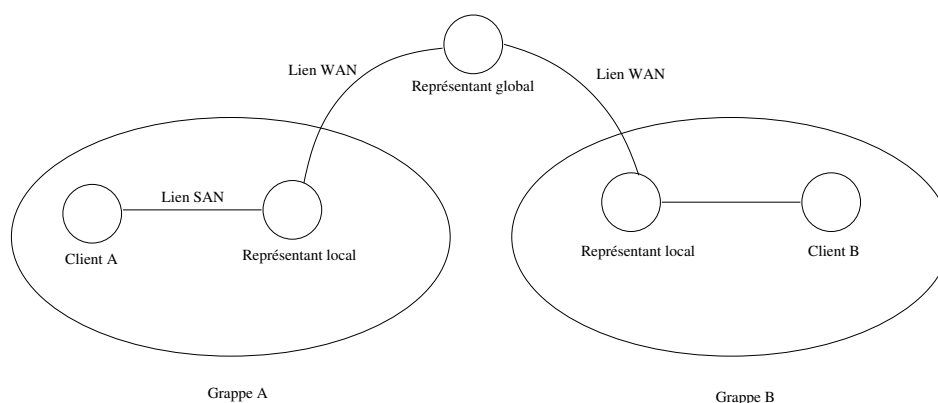 Lien WAN
Lien WAN
Représentant global
Lien SAN
Client A
Représentant local
Représentant local
Client B
Grappe A
Grappe B